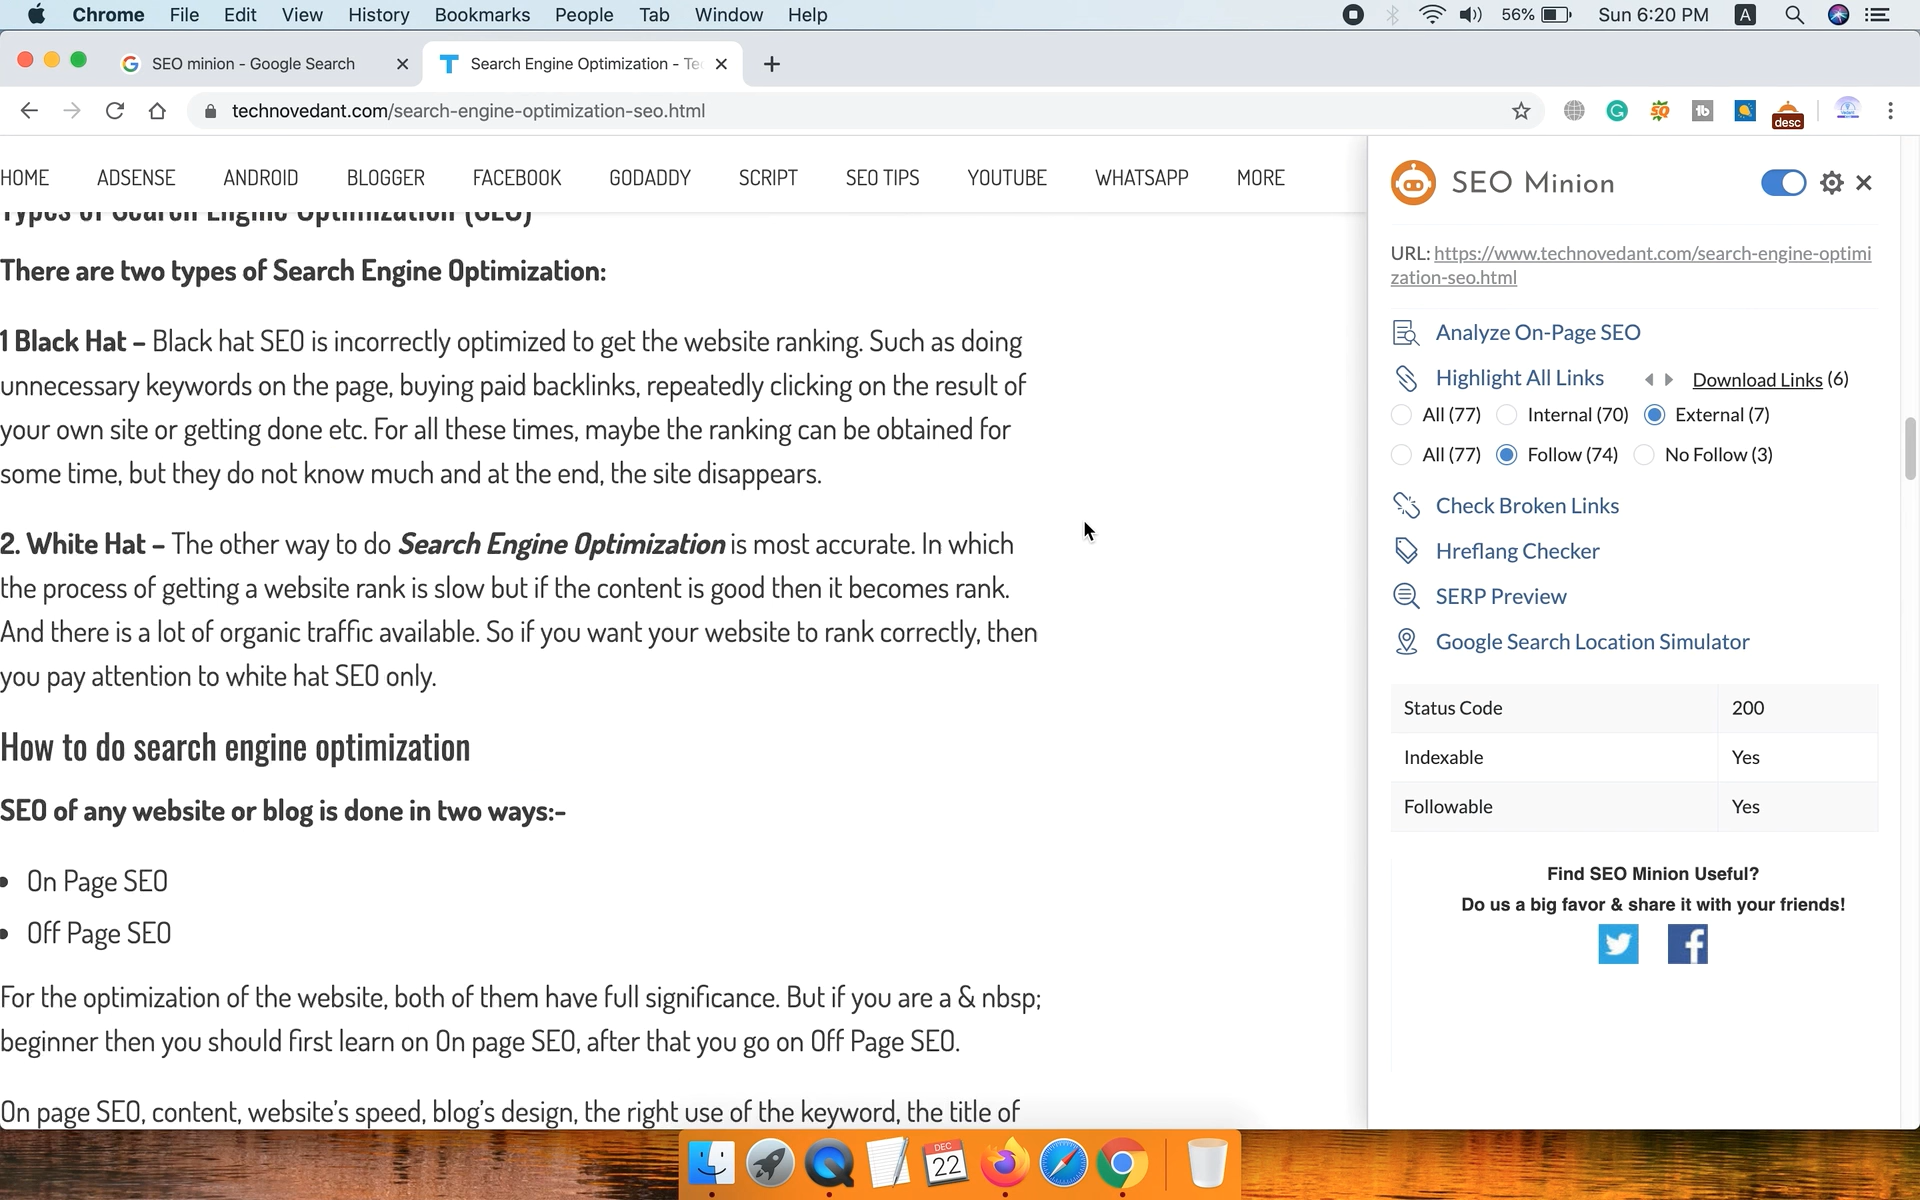 Chrome File Edit View History Bookmarks People Tab Window Help 56% Sun 6:20 PM A
SEO minion - Google Search Search Engine Optimization - Te
technovedant.com/search-engine-optimization-seo.html desc
HOME ADSENSE ANDROID BLOGGER FACEBOOK GODADDY SCRIPT SEO TIPS YOUTUBE WHATSAPP MORE
Types of Search Engine Optimization (SEO)
There are two types of Search Engine Optimization:
1 Black Hat – Black hat SEO is incorrectly optimized to get the website ranking. Such as doing
unnecessary keywords on the page, buying paid backlinks, repeatedly clicking on the result of
your own site or getting done etc. For all these times, maybe the ranking can be obtained for
some time, but they do not know much and at the end, the site disappears.
2. White Hat – The other way to do Search Engine Optimization is most accurate. In which
the process of getting a website rank is slow but if the content is good then it becomes rank.
And there is a lot of organic traffic available. So if you want your website to rank correctly, then
you pay attention to white hat SEO only.
How to do search engine optimization
SEO of any website or blog is done in two ways:-
• On Page SEO
• Off Page SEO
For the optimization of the website, both of them have full significance. But if you are a & nbsp;
beginner then you should first learn on On page SEO, after that you go on Off Page SEO.
On page SEO, content, website's speed, blog's design, the right use of the keyword, the title of
SEO Minion
URL: https://www.technovedant.com/search-engine-optimi
zation-seo.html
Analyze On-Page SEO
Highlight All Links Download Links (6)
All (77) Internal (70) External (7)
All (77) Follow (74) No Follow (3)
Check Broken Links
Hreflang Checker
SERP Preview
Google Search Location Simulator
Status Code 200
Indexable Yes
Followable Yes
Find SEO Minion Useful?
Do us a big favor & share it with your friends!
DEC
22